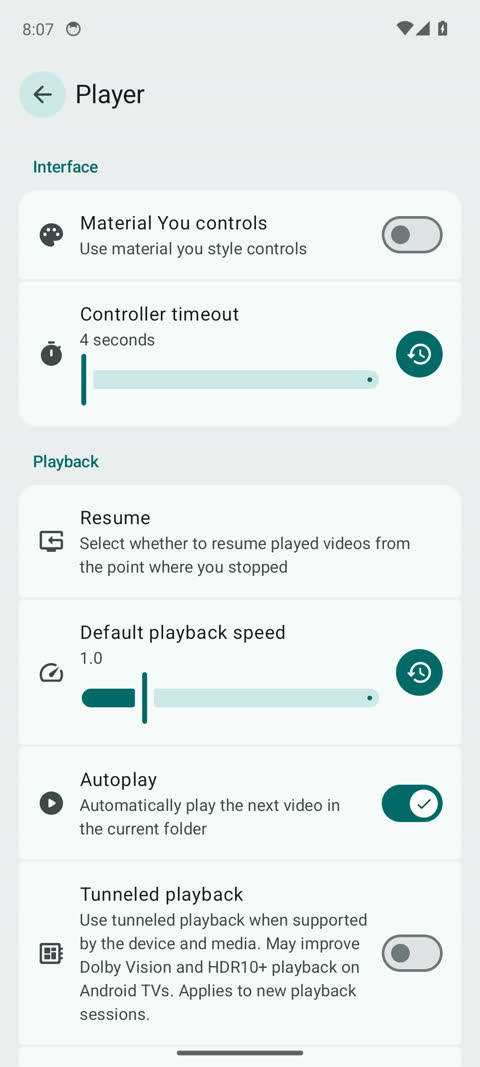 8:07
Player
Interface
Material You controls
Use material you style controls
Controller timeout
4 seconds
Playback
Resume
Select whether to resume played videos from
the point where you stopped
Default playback speed
1.0
Autoplay
Automatically play the next video in
the current folder
Tunneled playback
Use tunneled playback when supported
by the device and media. May improve
Dolby Vision and HDR10+ playback on
Android TVs. Applies to new playback
sessions.